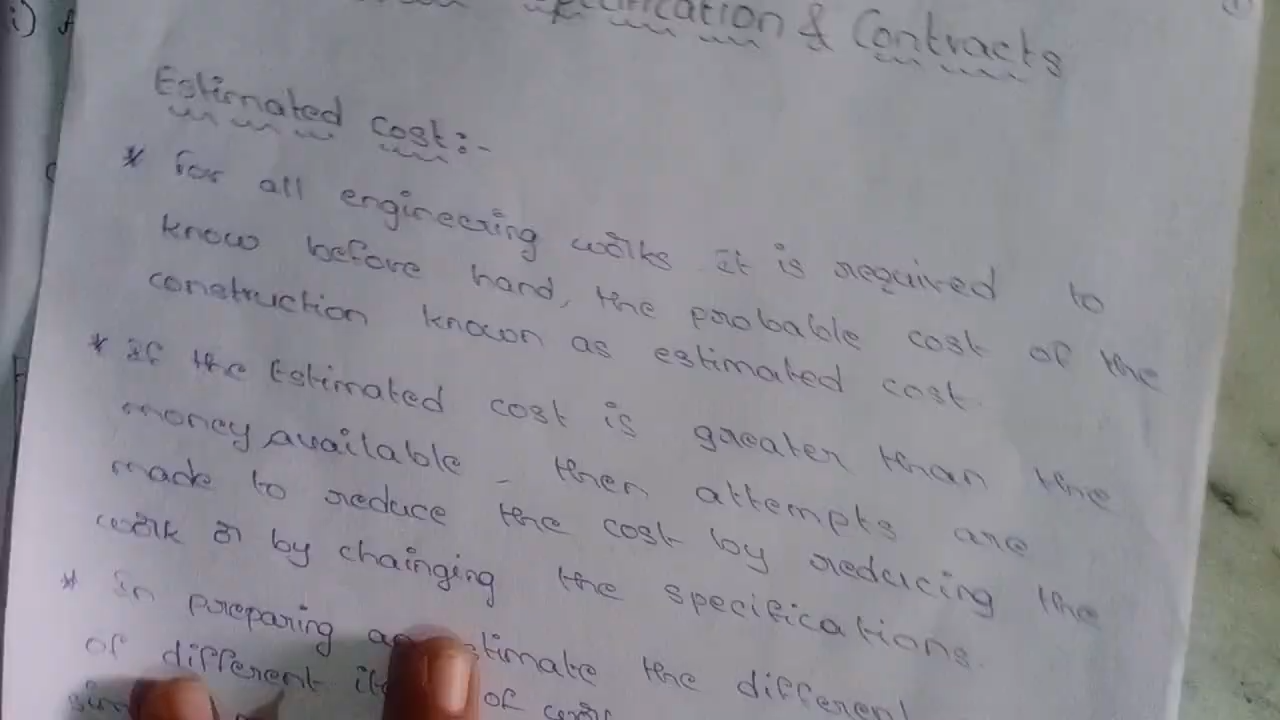 & Contracts
Estimated cost:-
* for all engineering works it is required to
know before hand, the probable cost of the
construction known as estimated cost.
* if the Estimated cost is greater than the
money available - then attempts are
made to reduce the cost by reducing the
work or by chainging the specifications.
* in preparing an the different
of different of